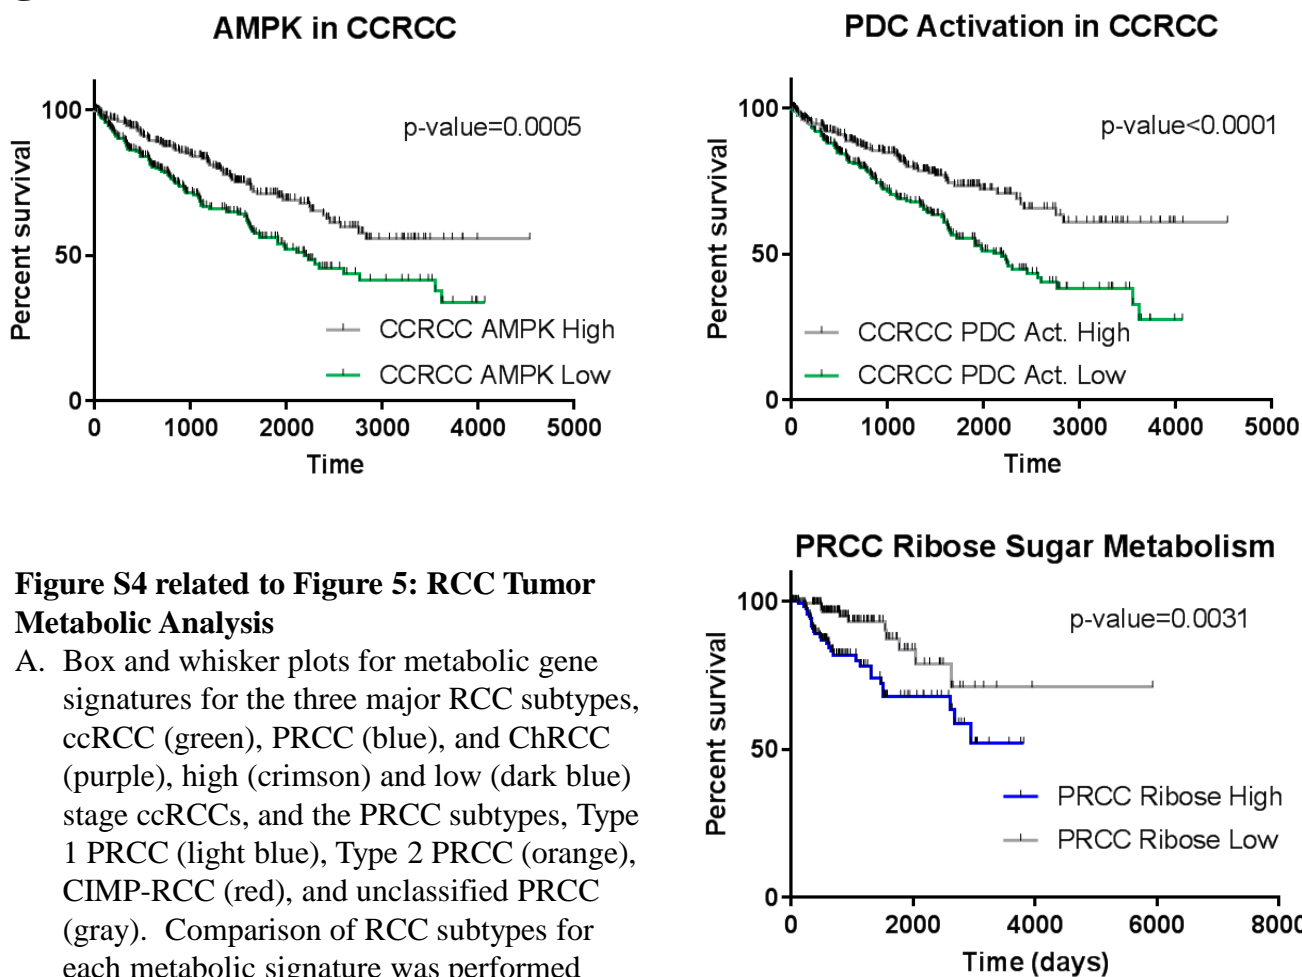 AMPK in CCRCC
p-value=0.0005
Percent survival
100
50
0
CCRCC AMPK High
CCRCC AMPK Low
0 1000 2000 3000 4000 5000
Time
PDC Activation in CCRCC
p-value<0.0001
Percent survival
100
50
0
CCRCC PDC Act. High
CCRCC PDC Act. Low
0 1000 2000 3000 4000 5000
Time
Figure S4 related to Figure 5: RCC Tumor
Metabolic Analysis
A. Box and whisker plots for metabolic gene
signatures for the three major RCC subtypes,
ccRCC (green), PRCC (blue), and ChRCC
(purple), high (crimson) and low (dark blue)
stage ccRCCs, and the PRCC subtypes, Type
1 PRCC (light blue), Type 2 PRCC (orange),
CIMP-RCC (red), and unclassified PRCC
(gray). Comparison of RCC subtypes for
each metabolic signature was performed
PRCC Ribose Sugar Metabolism
p-value=0.0031
Percent survival
100
50
0
PRCC Ribose High
PRCC Ribose Low
0 2000 4000 6000 8000
Time (days)